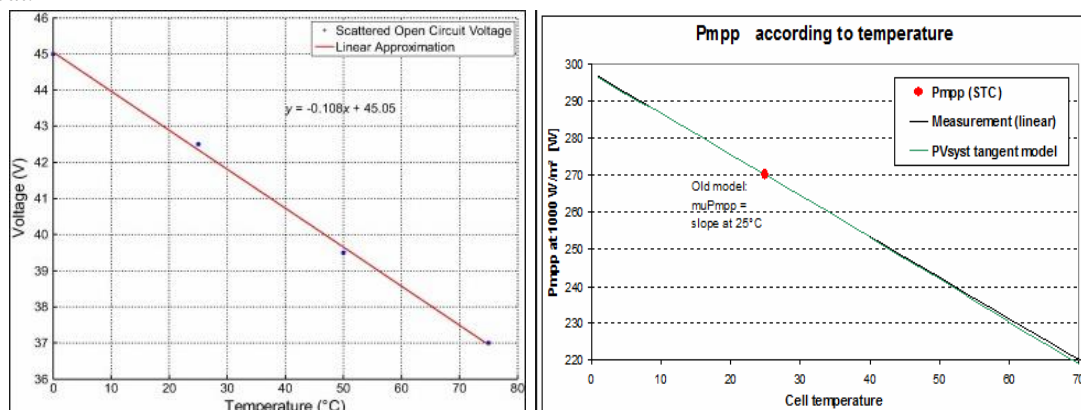 46
45
44
43
42
40
39
38
37
36
Voltage (V)
0
10
20
30
40
50
60
70
80
Temperature (°C)
Scattered Open Circuit Voltage
Linear Approximation
y = -0.108x + 45.05
Pmpp according to temperature
300
290
280
270
260
250
240
230
220
Pmpp at 1000 W/m² [W]
Pmpp (STC)
Measurement (linear)
PVsyst tangent model
Old model:
muPmpp =
slope at 25°C
0
10
20
30
40
50
60
70
Cell temperature